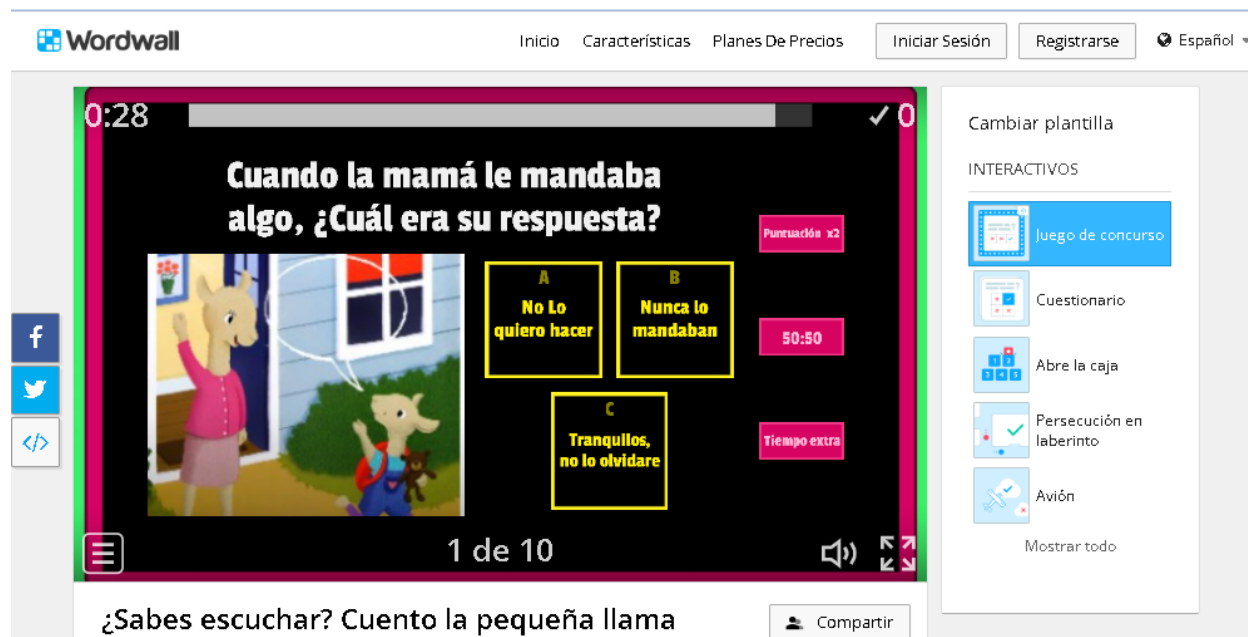 Wordwall
Inicio Características Planes De Precios Iniciar Sesión Registrarse Español
0:28 0
Cuando la mamá le mandaba
algo, ¿Cuál era su respuesta?
Puntuación x2
A
No Lo
quiero hacer
B
Nunca lo
mandaban
50:50
C
Tranquilos,
no lo olvidare
Tiempo extra
1 de 10
¿Sabes escuchar? Cuento la pequeña llama
Compartir
f
</>
Cambiar plantilla
INTERACTIVOS
Juego de concurso
Cuestionario
Abre la caja
Persecución en
laberinto
Avión
Mostrar todo